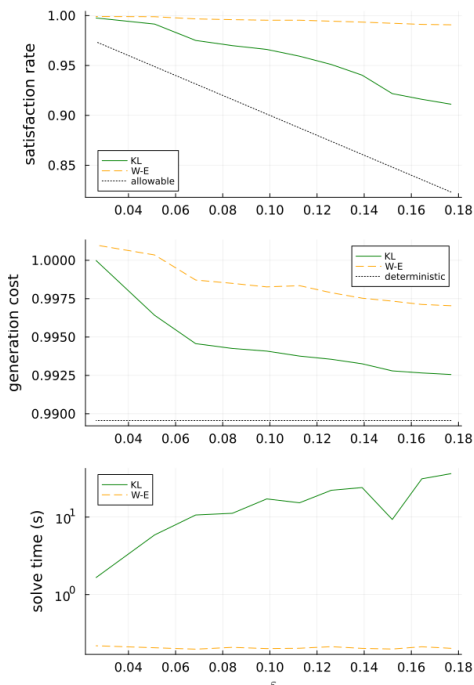 satisfaction rate
1.00
0.95
0.90
0.85
KL
W-E
allowable
0.04 0.06 0.08 0.10 0.12 0.14 0.16 0.18
generation cost
1.0000
0.9975
0.9950
0.9925
0.9900
KL
W-E
deterministic
0.04 0.06 0.08 0.10 0.12 0.14 0.16 0.18
solve time (s)
KL
W-E
10¹
10⁰
0.04 0.06 0.08 0.10 0.12 0.14 0.16 0.18